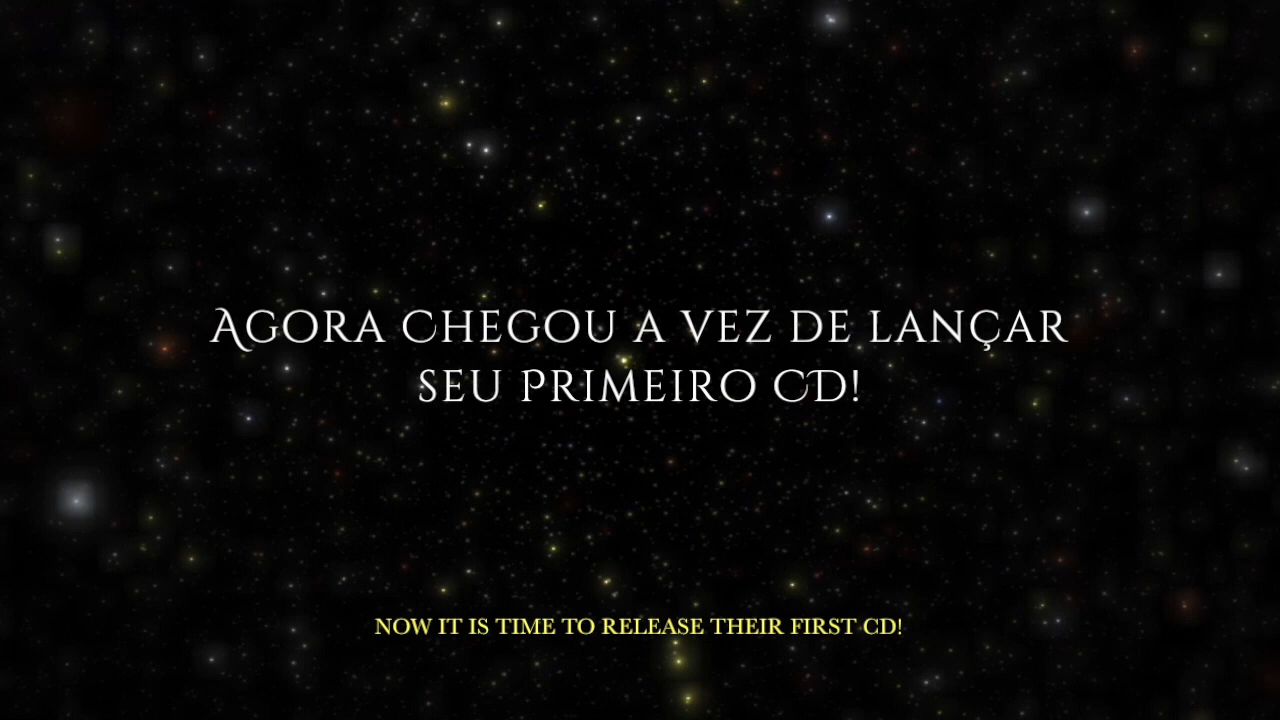 Agora Chegou a vez de lançar
seu primeiro CD!
NOW IT IS TIME TO RELEASE THEIR FIRST CD!